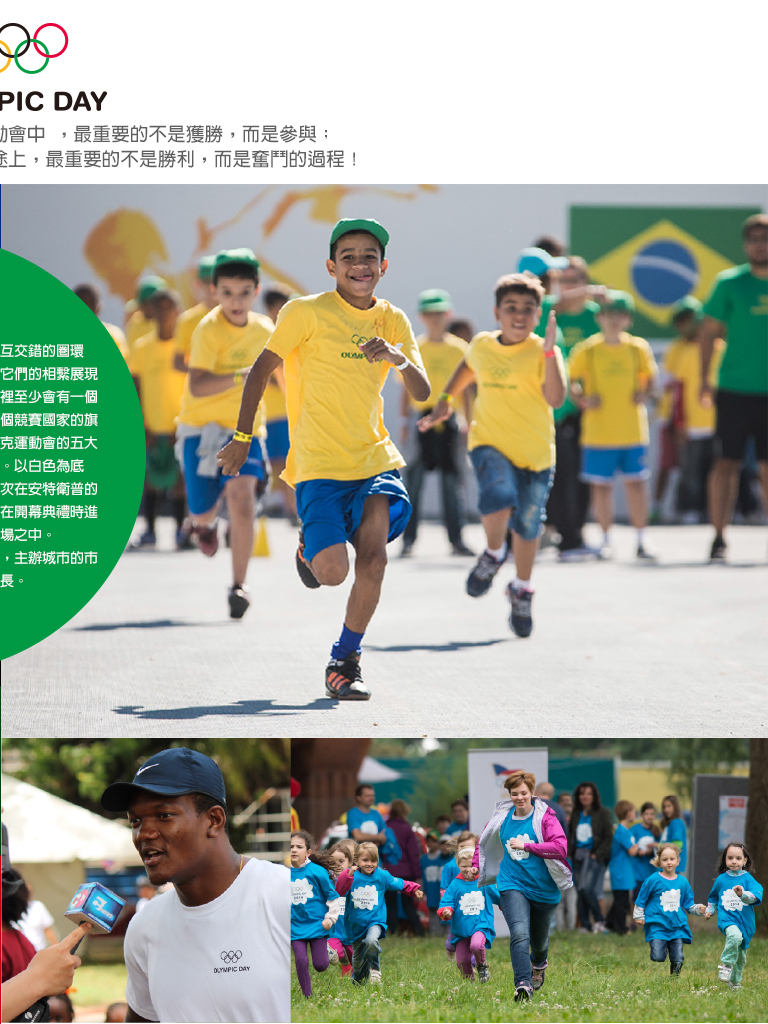 PIC DAY
動會中 ，最重要的不是獲勝，而是參與；
途上，最重要的不是勝利，而是奮鬥的過程！
互交錯的圈環
它們的相繫展現
裡至少會有一個
個競賽國家的旗
克運動會的五大
。以白色為底
次在安特衛普的
在開幕典禮時進
場之中。
，主辦城市的市
長。
OLYMPIC DAY